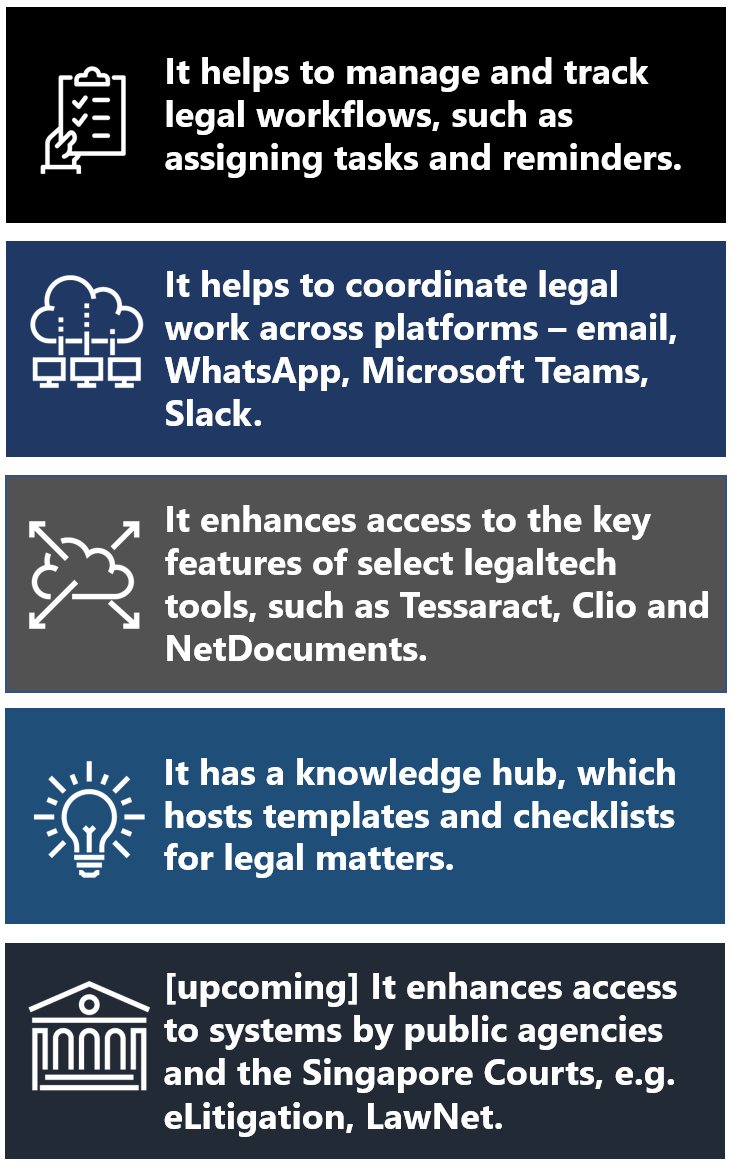 It helps to manage and track
legal workflows, such as
assigning tasks and reminders.
It helps to coordinate legal
work across platforms – email,
WhatsApp, Microsoft Teams,
Slack.
It enhances access to the key
features of select legaltech
tools, such as Tessaract, Clio and
NetDocuments.
It has a knowledge hub, which
hosts templates and checklists
for legal matters.
[upcoming] It enhances access
to systems by public agencies
and the Singapore Courts, e.g.
eLitigation, LawNet.